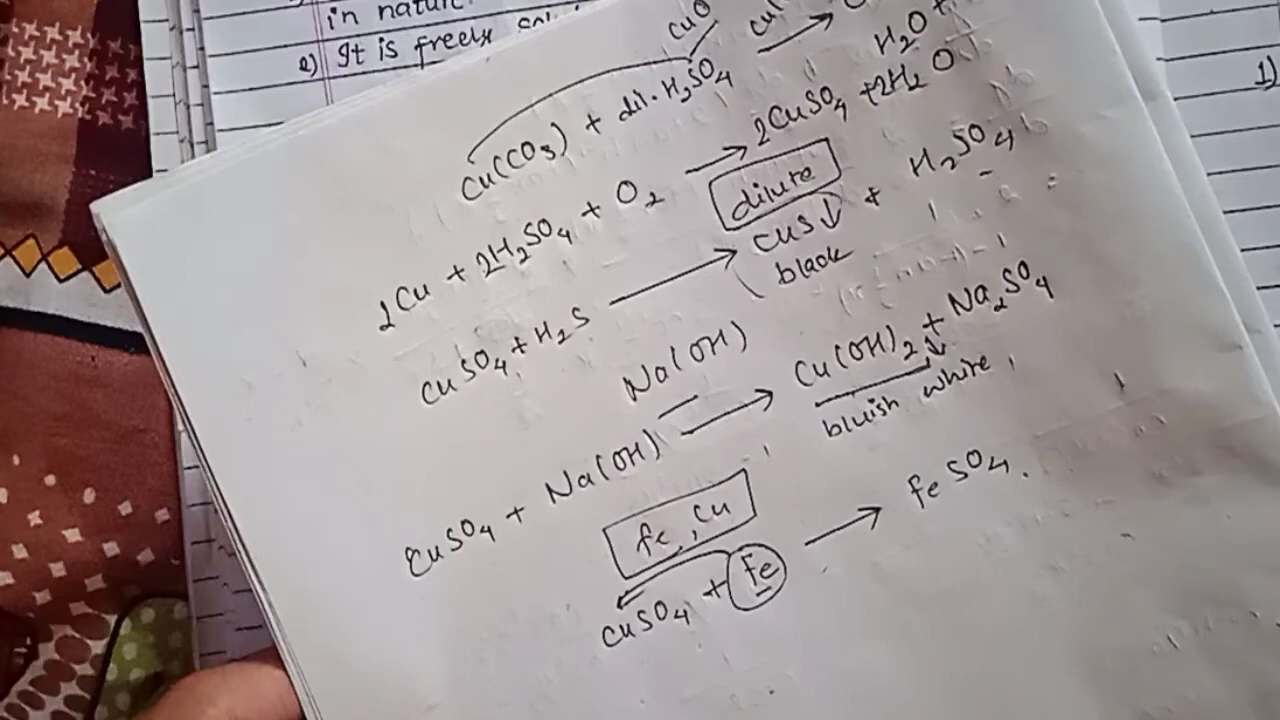 in nature
2) It is freely
CuO
Cu(CO3) + dil. H2SO4 →
H2O +
2Cu + 2H2SO4 + O2 → 2CuSO4 + 2H2O
dilute
CuSO4 + H2S → CuS↓ + H2SO4
black
Na(OH)
CuSO4 + Na(OH) → Cu(OH)2↓ + Na2SO4
bluish white,
fe, Cu
CuSO4 + Fe → feSO4.
1)